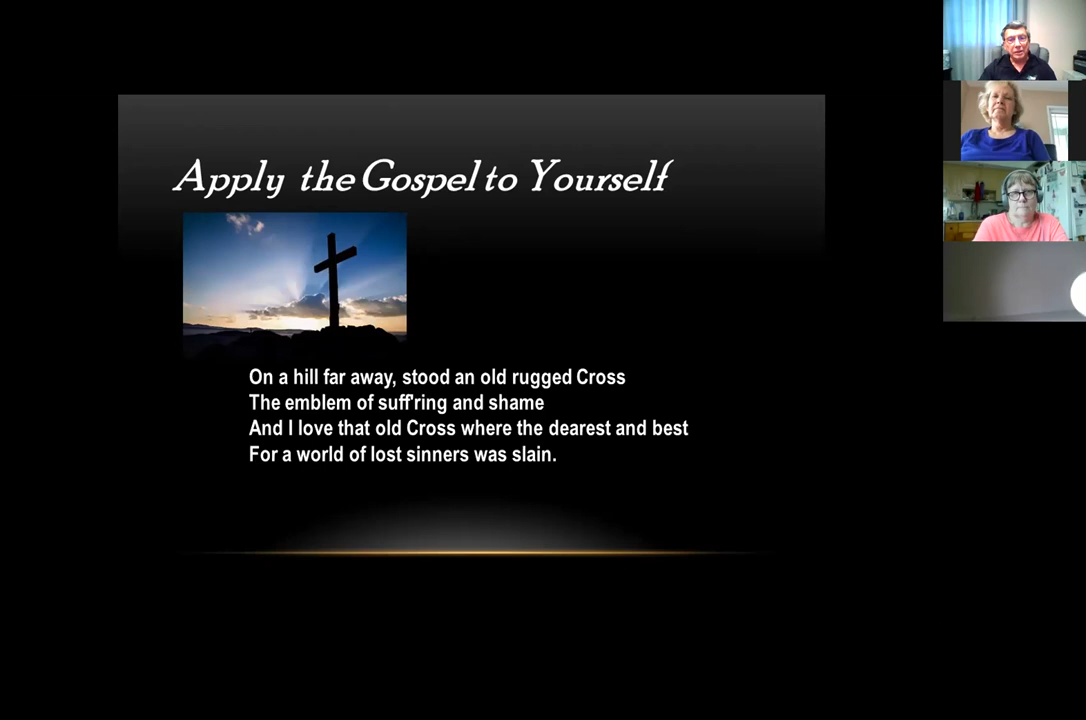 Apply the Gospel to Yourself
On a hill far away, stood an old rugged Cross
The emblem of suff'ring and shame
And I love that old Cross where the dearest and best
For a world of lost sinners was slain.